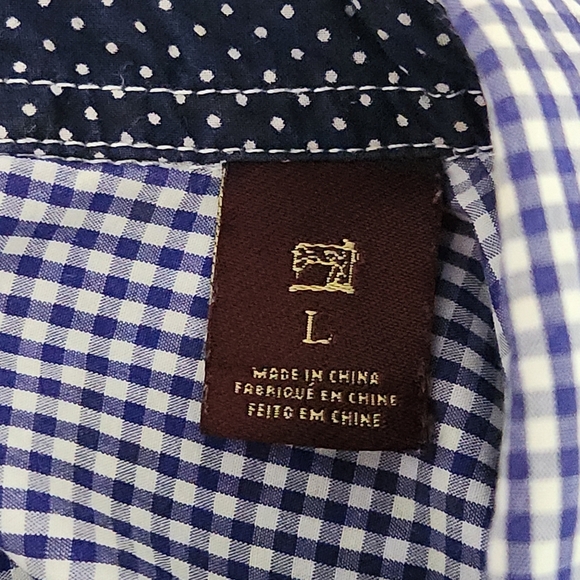 L
MADE IN CHINA
FABRIQUÉ EN CHINE
FEITO EM CHINE